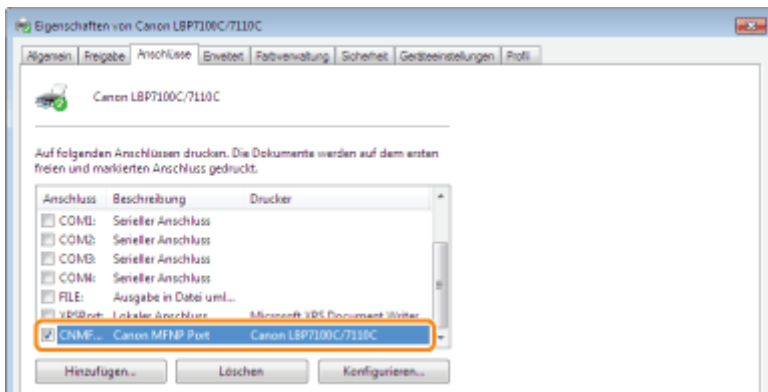 Eigenschaften von Canon LBP7100C/7110C
Allgemein Freigabe Anschlüsse Erweitert Farbverwaltung Sicherheit Geräteeinstellungen Profil
Canon LBP7100C/7110C
Auf folgenden Anschlüssen drucken. Die Dokumente werden auf dem ersten
freien und markierten Anschluss gedruckt.
Anschluss Beschreibung Drucker
COM1: Serieller Anschluss
COM2: Serieller Anschluss
COM3: Serieller Anschluss
COM4: Serieller Anschluss
FILE: Ausgabe in Datei uml...
XPSPort: Lokaler Anschluss Microsoft XPS Document Writer
CNMF... Canon MFNP Port Canon LBP7100C/7110C
Hinzufügen... Löschen Konfigurieren...